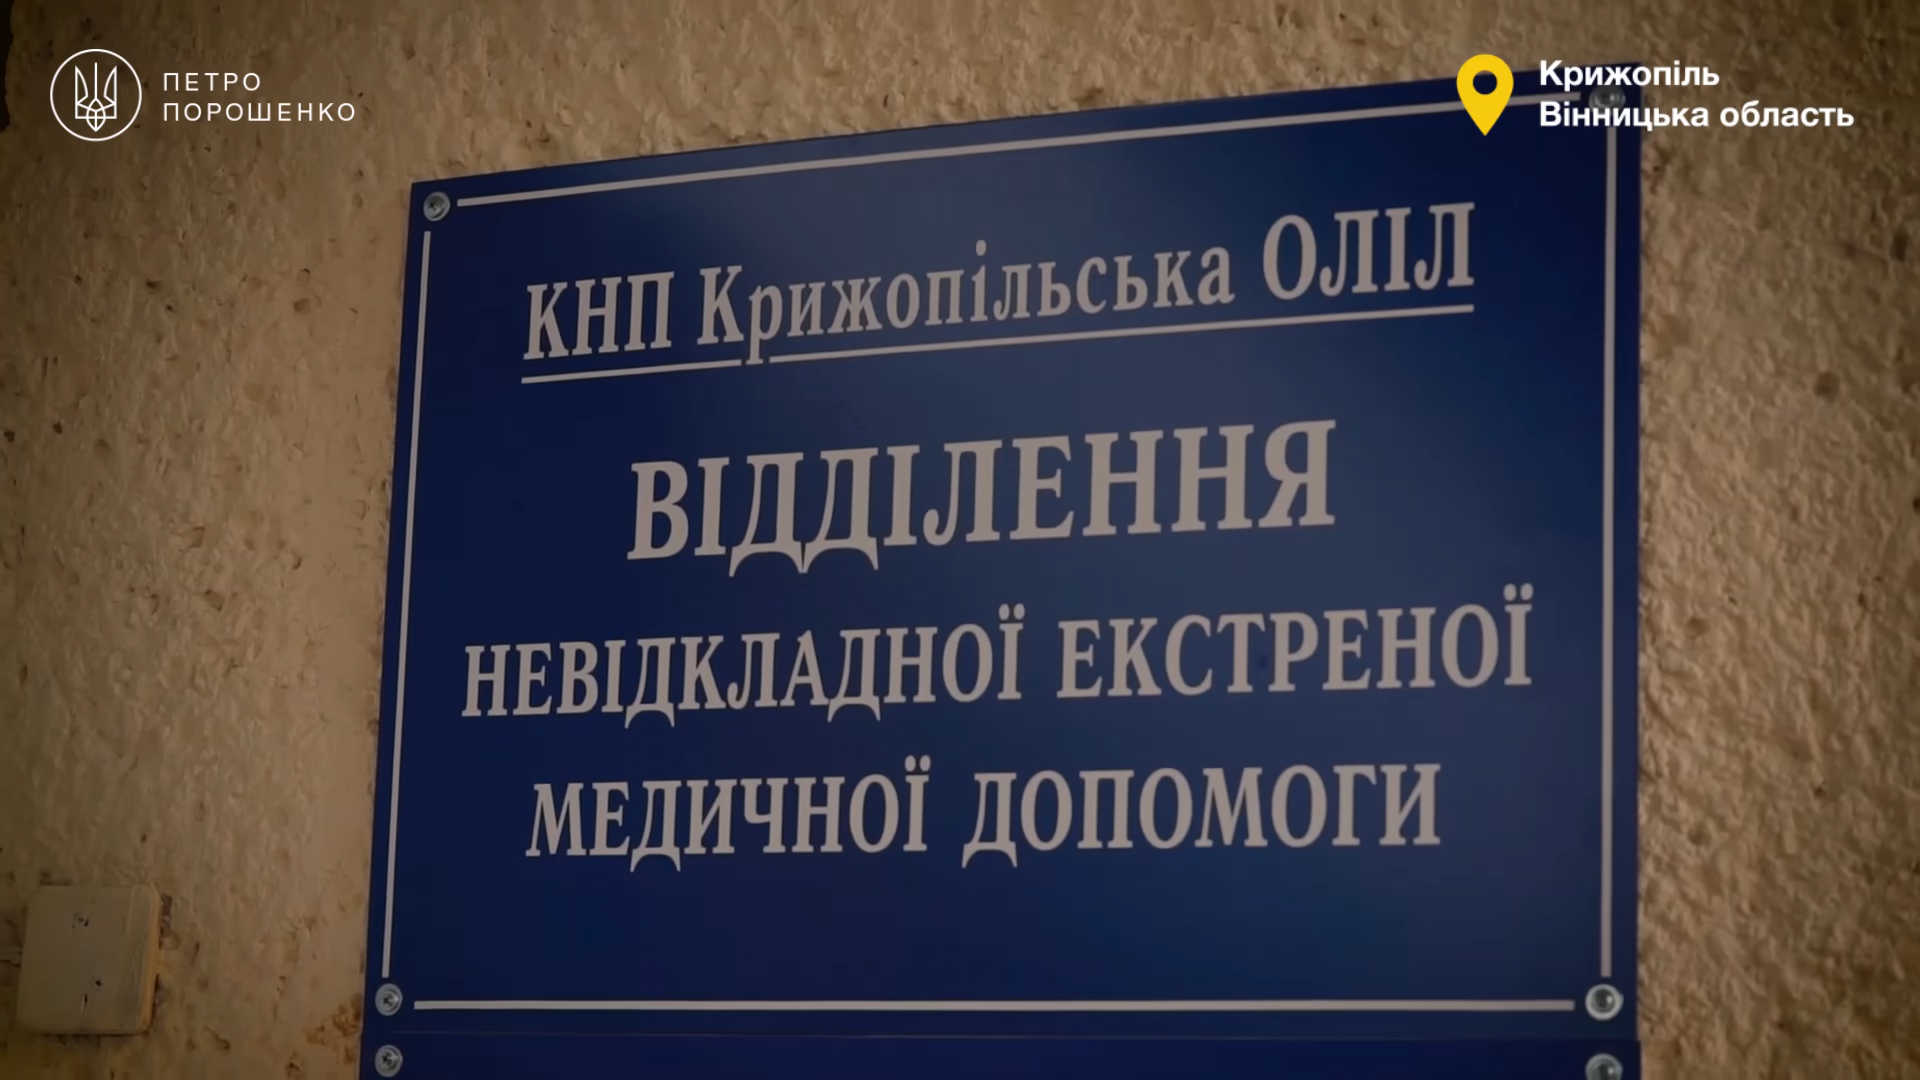 ПЕТРО
ПОРОШЕНКО
Крижопіль
Вінницька область
КНП Крижопільська ОЛІЛ
ВІДДІЛЕННЯ
НЕВІДКЛАДНОЇ ЕКСТРЕНОЇ
МЕДИЧНОЇ ДОПОМОГИ